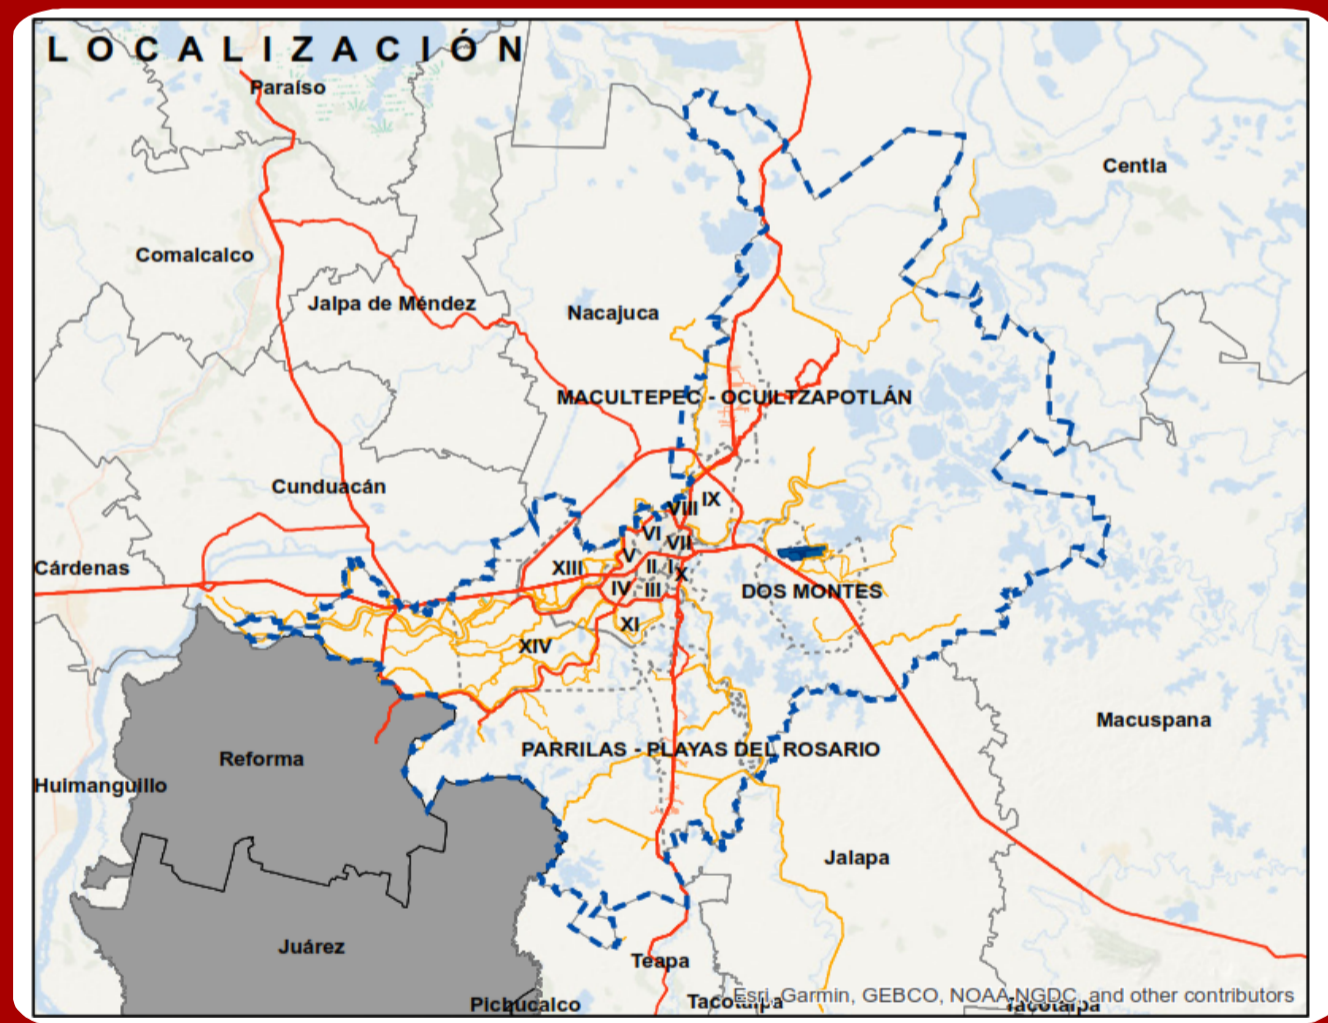 LOCALIZACIÓN
Paraíso
Centla
Comalcalco
Jalpa de Méndez
Nacajuca
MACULTEPEC - OCUILTZAPOTLÁN
Cunduacán
IX
VIII
VI
VII
V
Cárdenas
XIII
II
I
X
IV
III
DOS MONTES
XI
XIV
Macuspana
Reforma
PARRILAS - PLAYAS DEL ROSARIO
Huimanguillo
Jalapa
Juárez
Teapa
Pichucalco
Tacotalpa
Tacotalpa
Esri, Garmin, GEBCO, NOAA NGDC, and other contributors